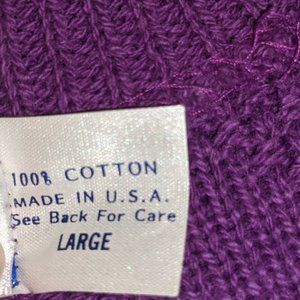 100% COTTON
MADE IN U.S.A.
See Back For Care
LARGE